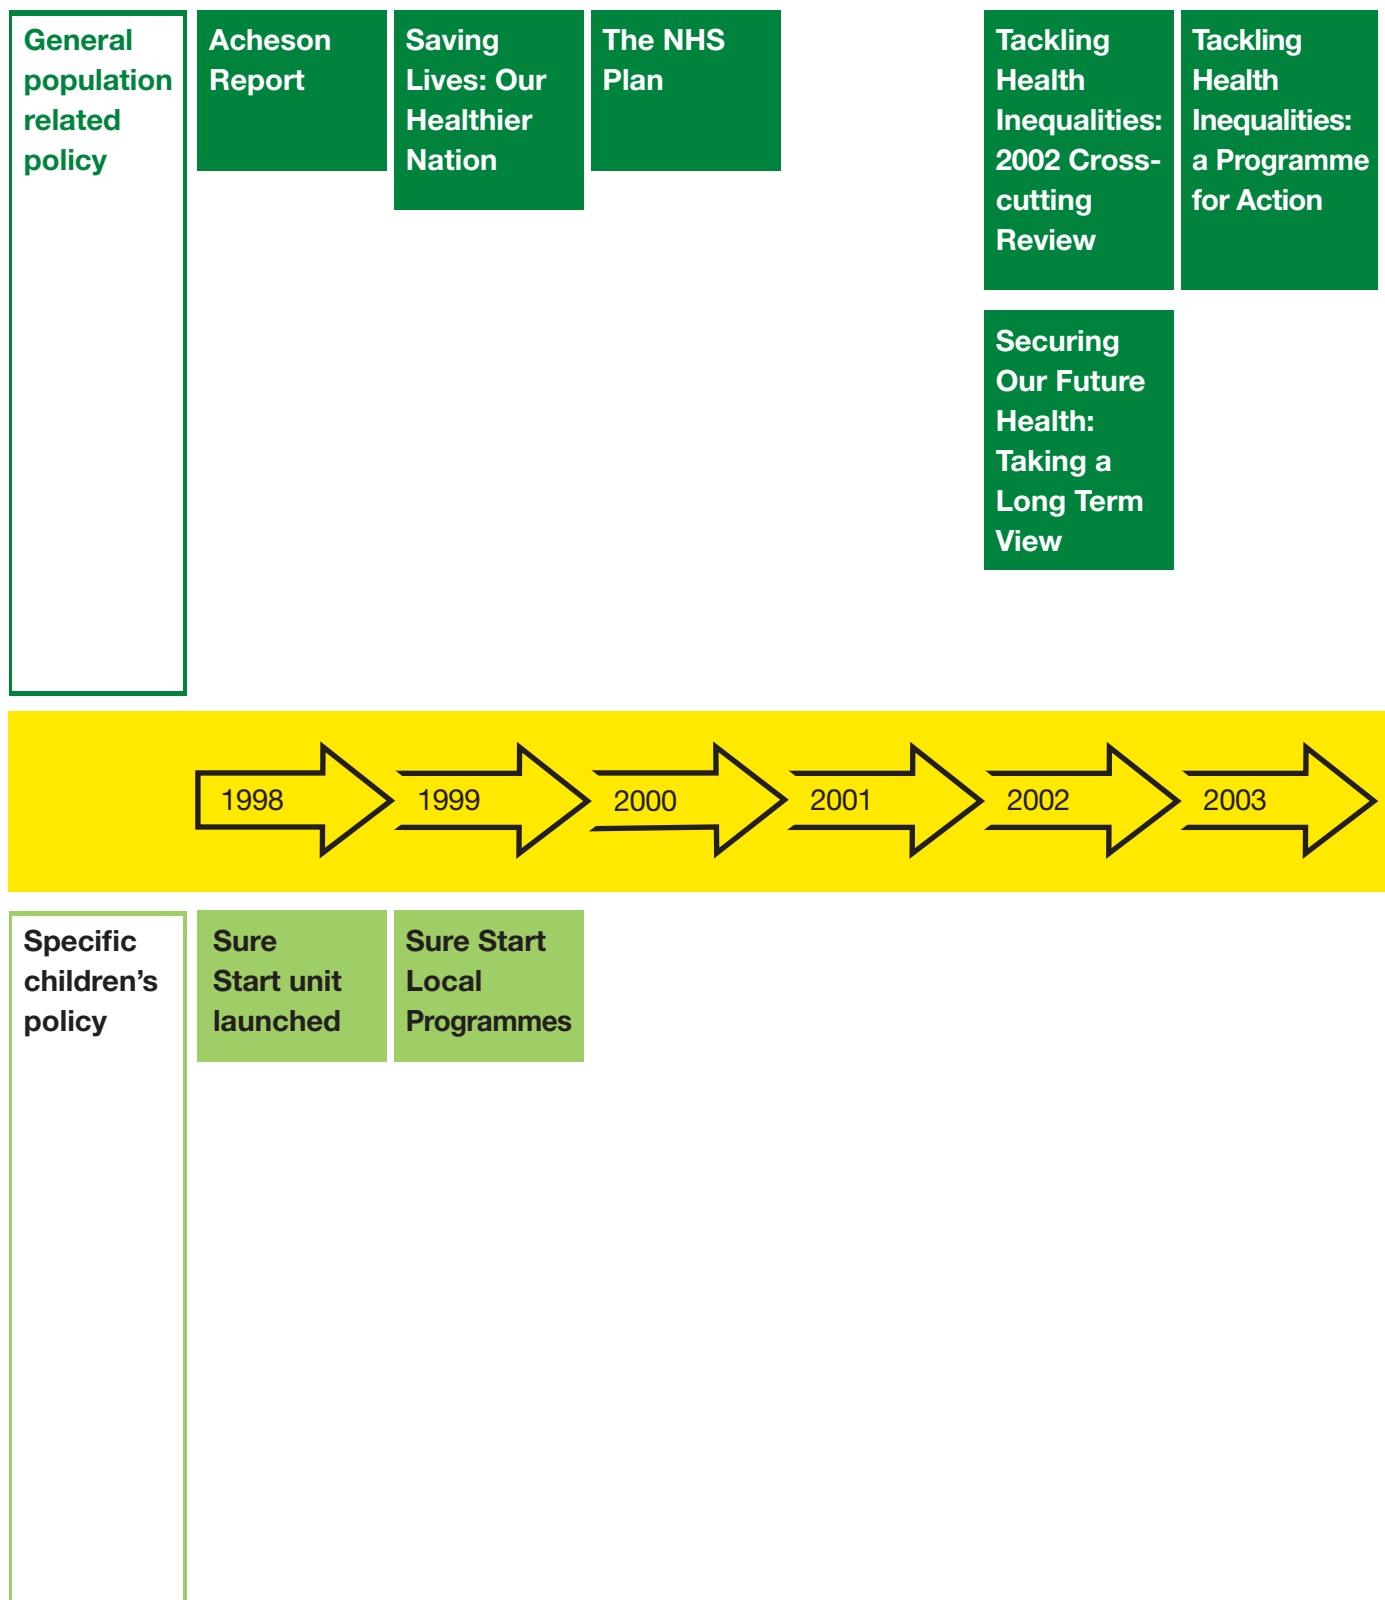 General
population
related
policy
Acheson
Report
Saving
Lives: Our
Healthier
Nation
The NHS
Plan
Tackling
Health
Inequalities:
2002 Cross-
cutting
Review
Tackling
Health
Inequalities:
a Programme
for Action
Securing
Our Future
Health:
Taking a
Long Term
View
1998
1999
2000
2001
2002
2003
Specific
children’s
policy
Sure
Start unit
launched
Sure Start
Local
Programmes